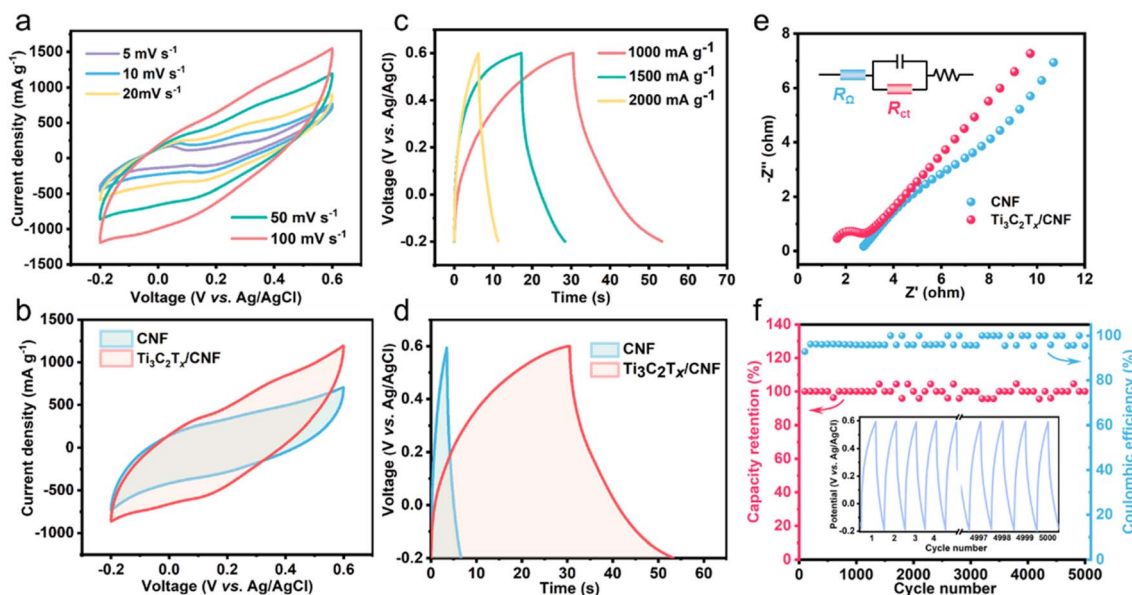 a
Current density (mA g-1)
1500
1000
500
0
-500
-1000
-1500
5 mV s-1
10 mV s-1
20mV s-1
50 mV s-1
100 mV s-1
-0.2 0.0 0.2 0.4 0.6
Voltage (V vs. Ag/AgCl)
b
Current density (mA g-1)
1500
1000
500
0
500
-1000
CNF
Ti3C2Tx/CNF
-0.2 0.0 0.2 0.4 0.6
Voltage (V vs. Ag/AgCl)
c
Voltage (V vs. Ag/AgCl)
0.6
0.4
0.2
0.0
-0.2
1000 mA g-1
1500 mA g-1
2000 mA g-1
0 10 20 30 40 50 60 70
Time (s)
d
Voltage (V vs. Ag/AgCl)
0.6
0.4
0.2
0.0
-0.2
CNF
Ti3C2Tx/CNF
0 10 20 30 40 50 60
Time (s)
e
-Z'' (ohm)
8
6
4
2
0
RΩ
Rct
CNF
Ti3C2Tx/CNF
0 2 4 6 8 10 12
Z' (ohm)
f
Capacity retention (%)
140
120
100
80
60
40
20
0
Coulombic efficiency (%)
100
80
60
40
20
0
Potential (V vs. Ag/AgCl)
0.6
0.3
0.0
-0.2
1 2 3 4 4997 4998 4999 5000
Cycle number
0 1000 2000 3000 4000 5000
Cycle number